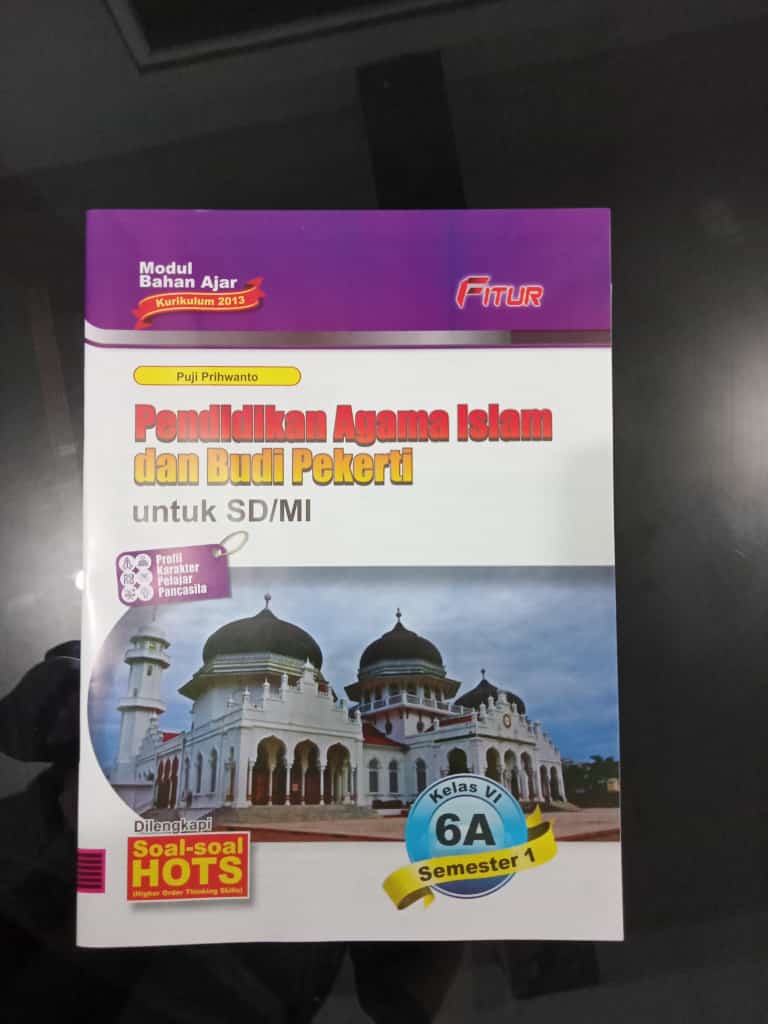 Modul
Bahan Ajar
Kurikulum 2013
FITUR
Puji Prihwanto
Pendidikan Agama Islam
dan Budi Pekerti
untuk SD/MI
Profil
Karakter
Pelajar
Pancasila
Kelas VI
6A
Semester 1
Dilengkapi
Soal-soal
HOTS
(Higher Order Thinking Skills)